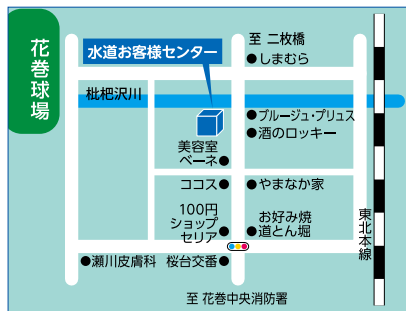 花巻球場
水道お客様センター
至 二枚橋
しまむら
枇杷沢川
プルージュ・プリュス
酒のロッキー
美容室
ベーネ
ココス
やまなか家
100円
ショップ
セリア
お好み焼
道とん堀
東北本線
瀬川皮膚科
桜台交番
至 花巻中央消防署